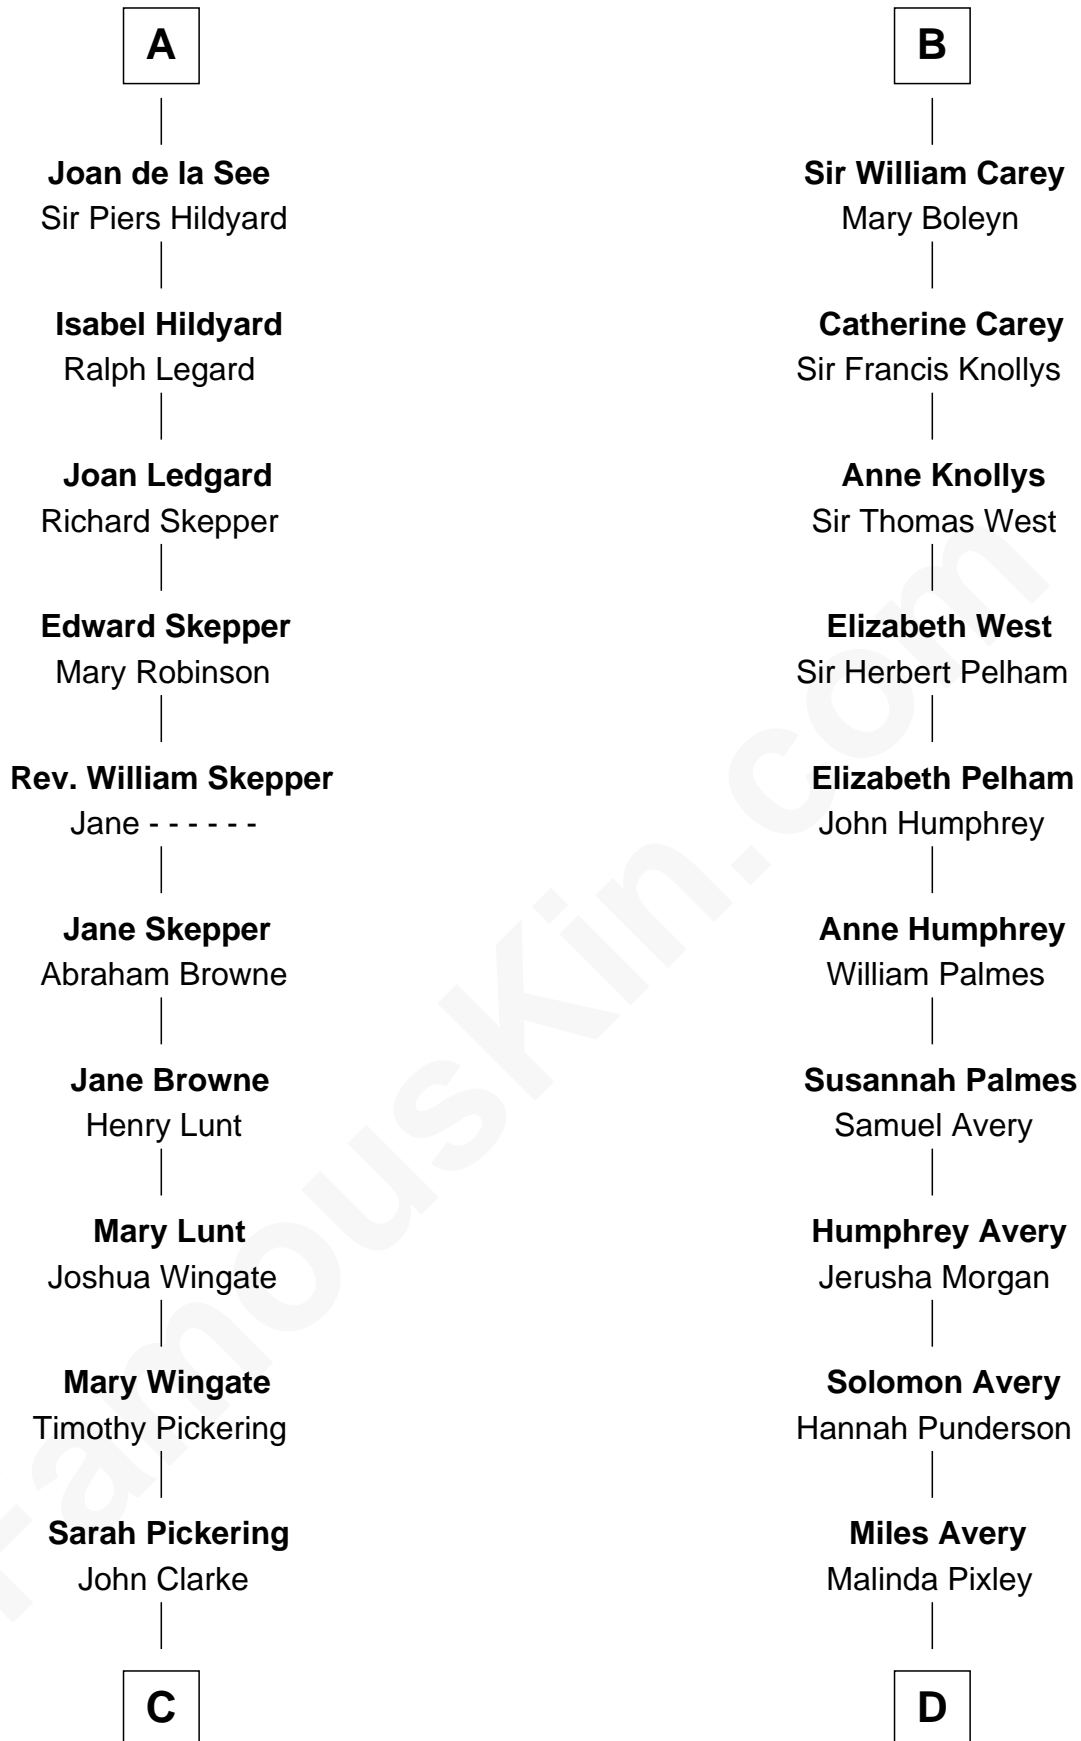 A
Joan de la See
Sir Piers Hildyard
Isabel Hildyard
Ralph Legard
Joan Ledgard
Richard Skepper
Edward Skepper
Mary Robinson
Rev. William Skepper
Jane - - - - - -
Jane Skepper
Abraham Browne
Jane Browne
Henry Lunt
Mary Lunt
Joshua Wingate
Mary Wingate
Timothy Pickering
Sarah Pickering
John Clarke
C
B
Sir William Carey
Mary Boleyn
Catherine Carey
Sir Francis Knollys
Anne Knollys
Sir Thomas West
Elizabeth West
Sir Herbert Pelham
Elizabeth Pelham
John Humphrey
Anne Humphrey
William Palmes
Susannah Palmes
Samuel Avery
Humphrey Avery
Jerusha Morgan
Solomon Avery
Hannah Punderson
Miles Avery
Malinda Pixley
D
FamousKin.com